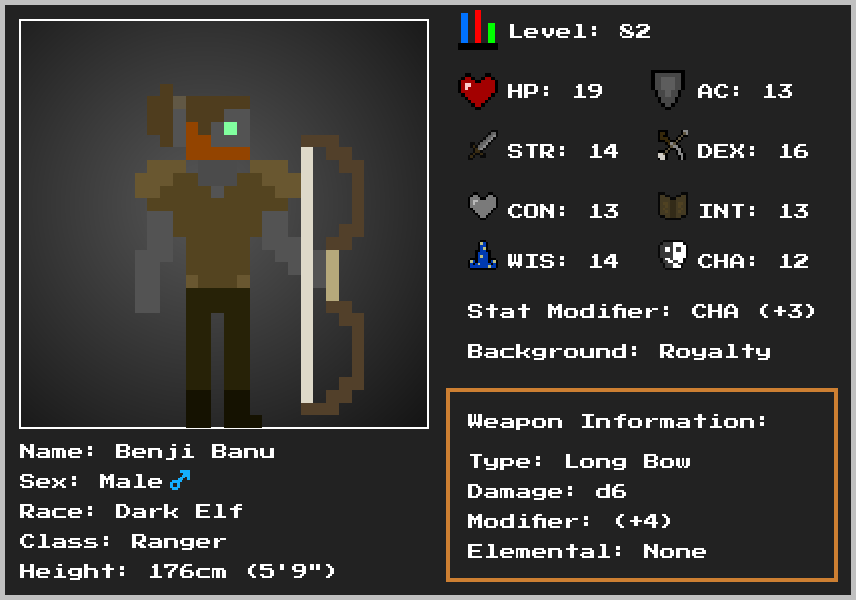 Level: 82
HP: 19 AC: 13
STR: 14 DEX: 16
CON: 13 INT: 13
WIS: 14 CHA: 12
Stat Modifier: CHA (+3)
Background: Royalty
Weapon Information:
Type: Long Bow
Damage: d6
Modifier: (+4)
Elemental: None
Name: Benji Banu
Sex: Male♂
Race: Dark Elf
Class: Ranger
Height: 176cm (5'9")